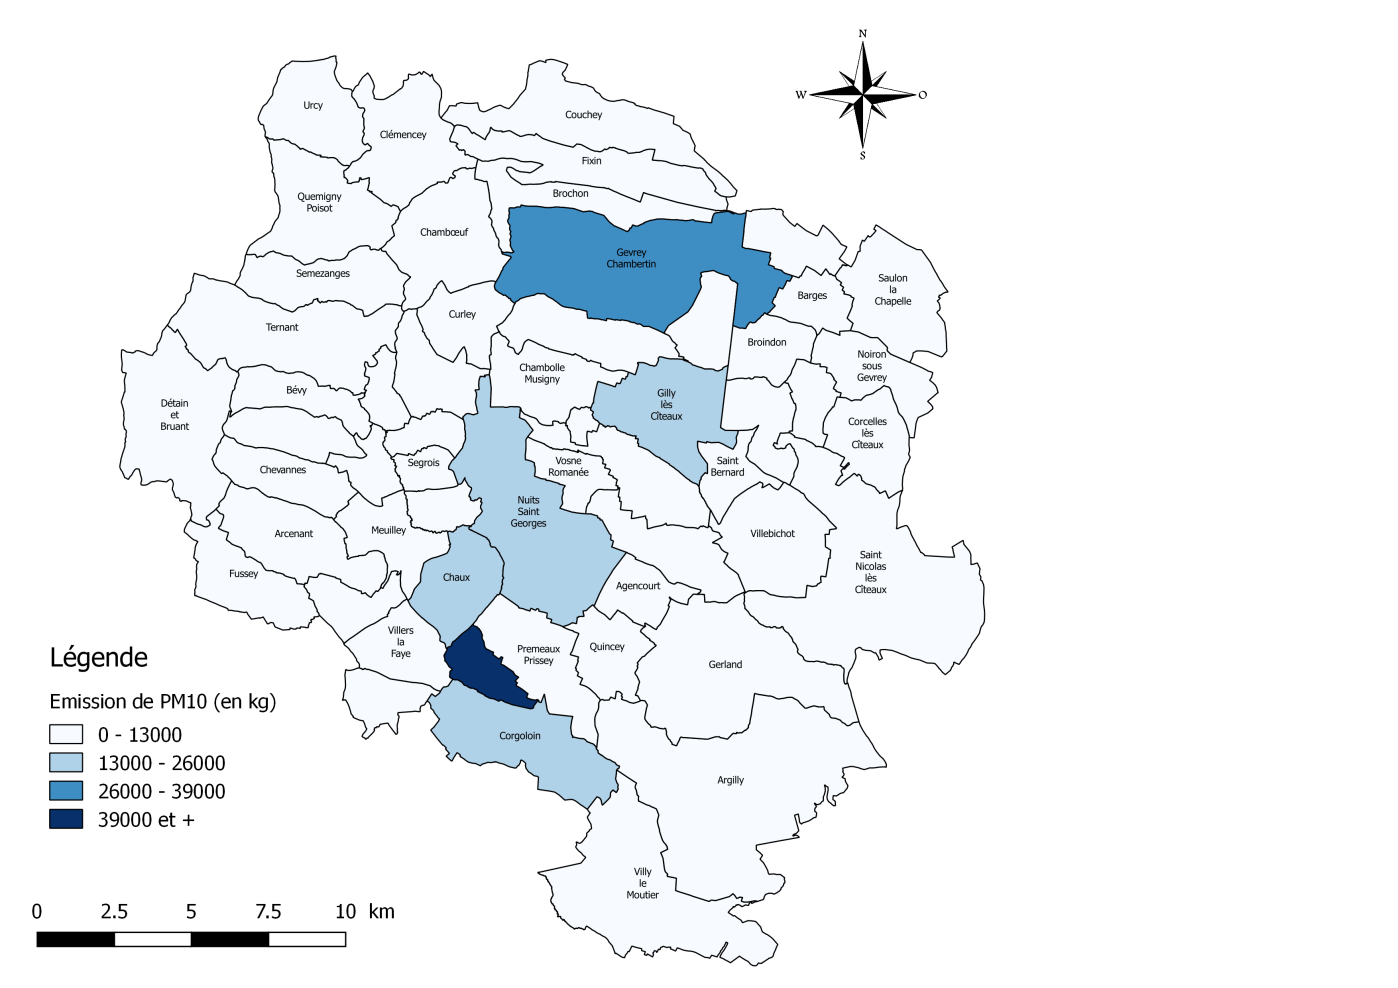 N
W
O
S
Urcy
Clémencey
Couchey
Fixin
Quemigny
Poisot
Brochon
Chambœuf
Gevrey
Chambertin
Semezanges
Saulon
la
Chapelle
Barges
Curley
Ternant
Broindon
Noiron
sous
Gevrey
Chambolle
Musigny
Bévy
Gilly
lès
Cîteaux
Détain
et
Bruant
Corcelles
lès
Cîteaux
Segrois
Vosne
Romanée
Saint
Bernard
Chevannes
Nuits
Saint
Georges
Arcenant
Meuilley
Villebichot
Saint
Nicolas
lès
Cîteaux
Fussey
Chaux
Agencourt
Villers
la
Faye
Premeaux
Prissey
Quincey
Gerland
Corgoloin
Argilly
Villy
le
Moutier
Légende
Emission de PM10 (en kg)
0 - 13000
13000 - 26000
26000 - 39000
39000 et +
0 2.5 5 7.5 10 km